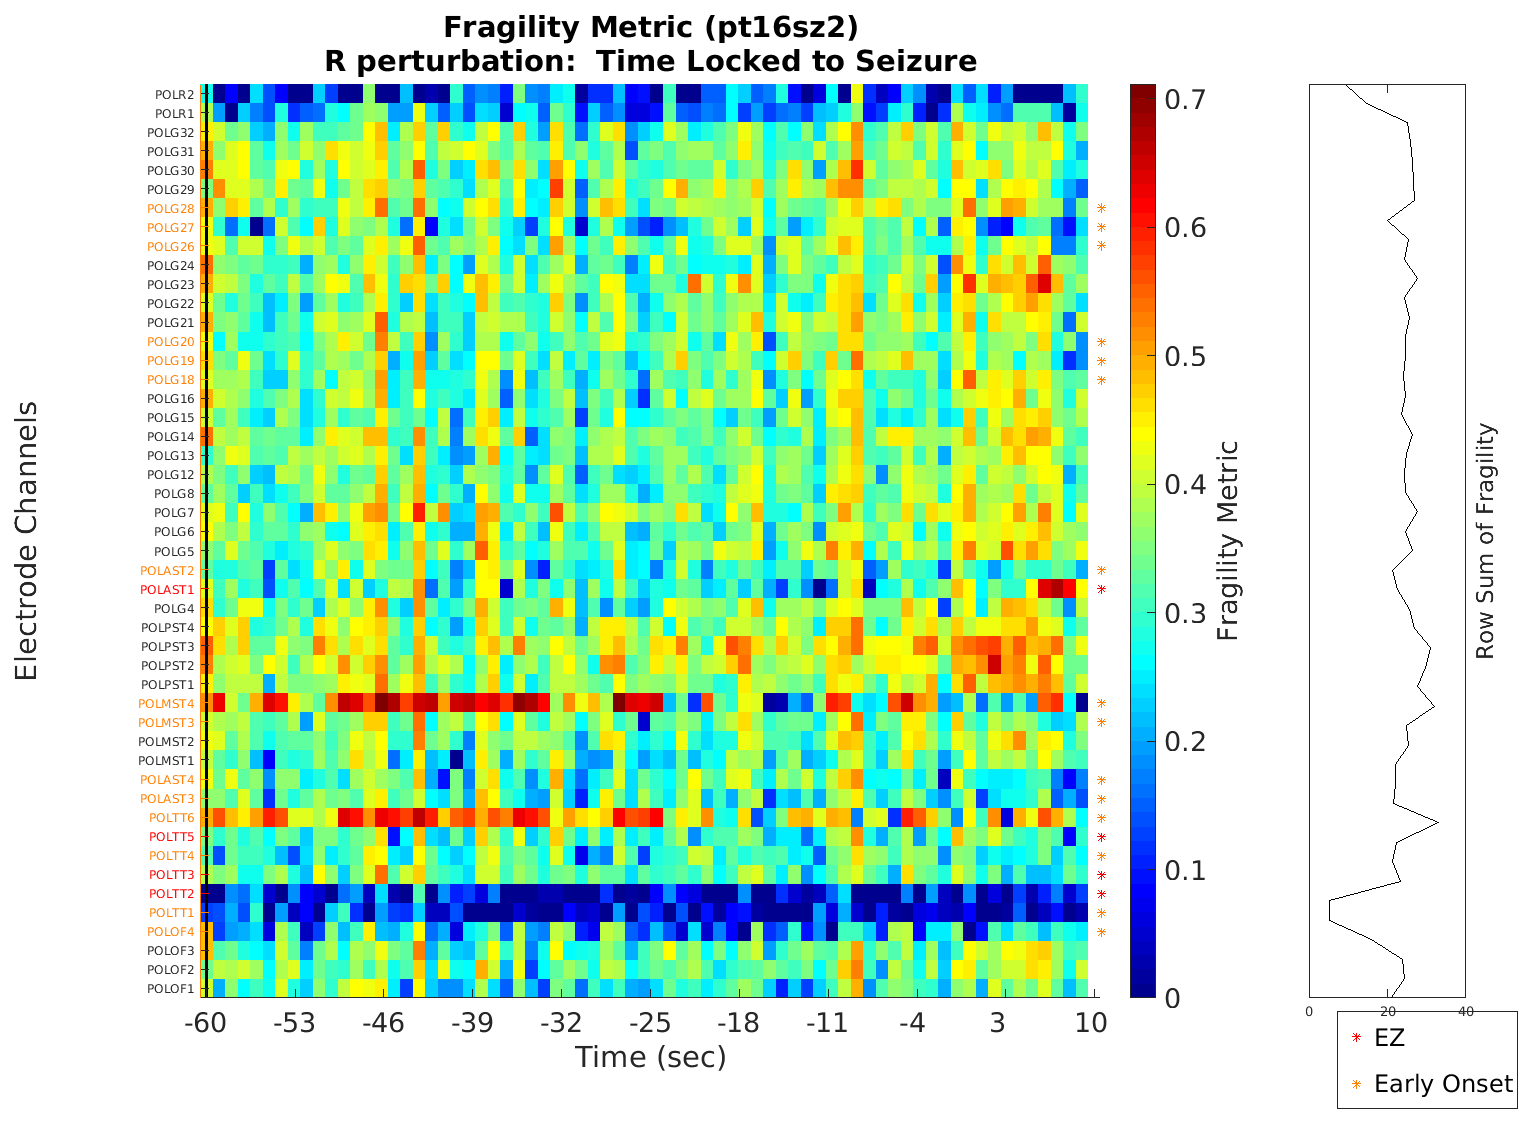 Fragility Metric (pt16sz2)
R perturbation: Time Locked to Seizure
Electrode Channels
POLR2
POLR1
POLG32
POLG31
POLG30
POLG29
POLG28
POLG27
POLG26
POLG24
POLG23
POLG22
POLG21
POLG20
POLG19
POLG18
POLG16
POLG15
POLG14
POLG13
POLG12
POLG8
POLG7
POLG6
POLG5
POLAST2
POLAST1
POLG4
POLPST4
POLPST3
POLPST2
POLPST1
POLMST4
POLMST3
POLMST2
POLMST1
POLAST4
POLAST3
POLTT6
POLTT5
POLTT4
POLTT3
POLTT2
POLTT1
POLOF4
POLOF3
POLOF2
POLOF1
-60 -53 -46 -39 -32 -25 -18 -11 -4 3 10
Time (sec)
0.7
0.6
0.5
0.4
0.3
0.2
0.1
0
Fragility Metric
0 20 40
Row Sum of Fragility
EZ
Early Onset